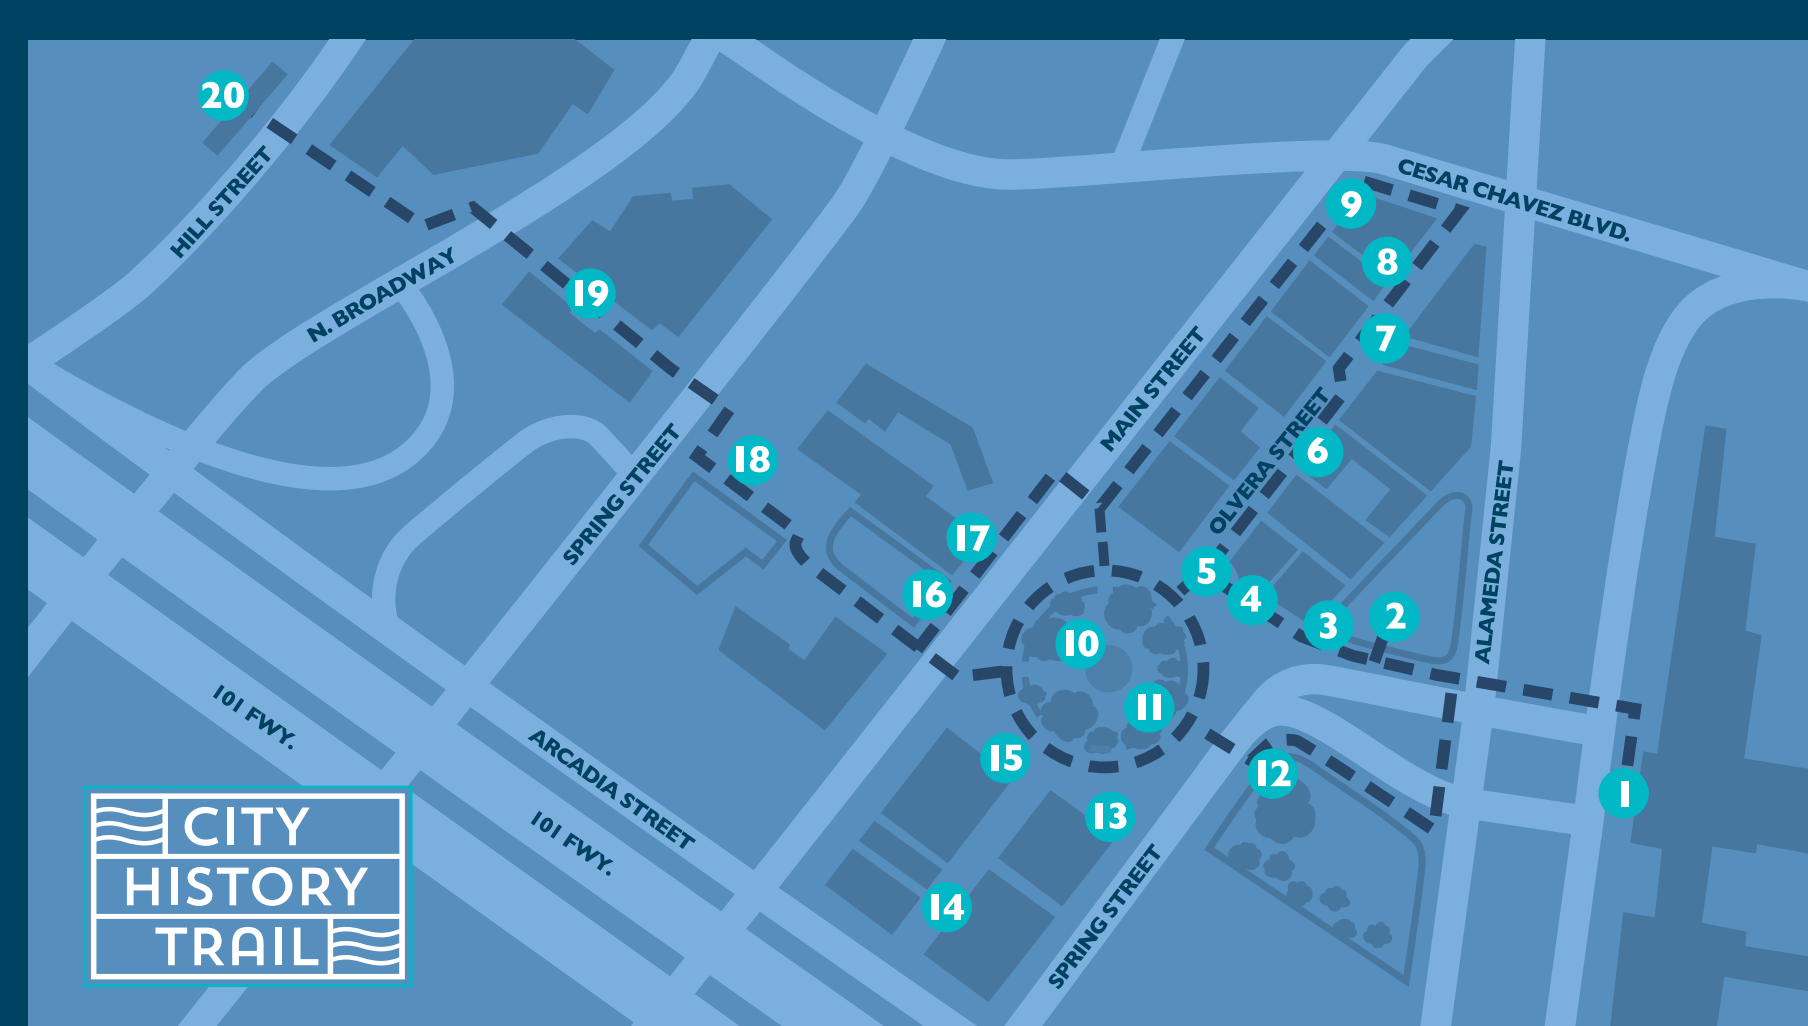 20
HILL STREET
N. BROADWAY
19
CESAR CHAVEZ BLVD.
9
8
7
MAIN STREET
OLVERA STREET
6
18
SPRING STREET
17
16
5
4
3
2
ALAMEDA STREET
10
11
101 FWY.
ARCADIA STREET
101 FWY.
15
12
1
13
14
SPRING STREET
CITY
HISTORY
TRAIL